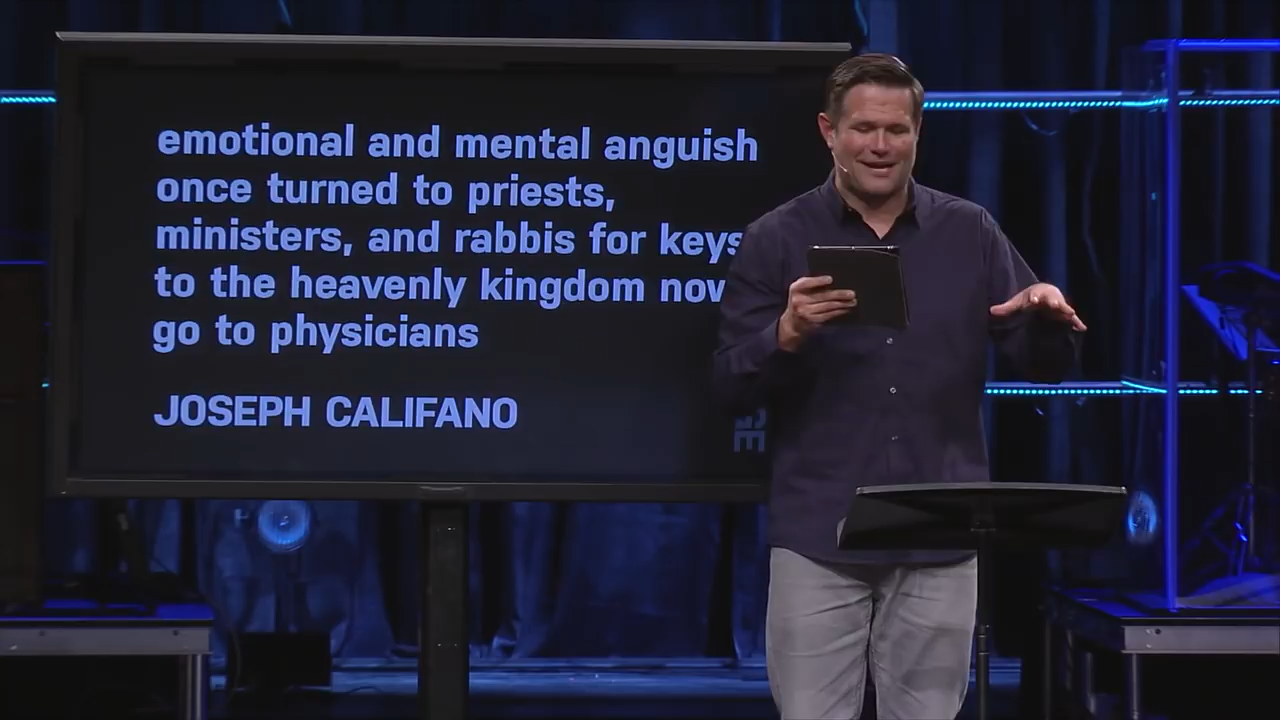 emotional and mental anguish
once turned to priests,
ministers, and rabbis for keys
to the heavenly kingdom
go to physicians
JOSEPH CALIFANO